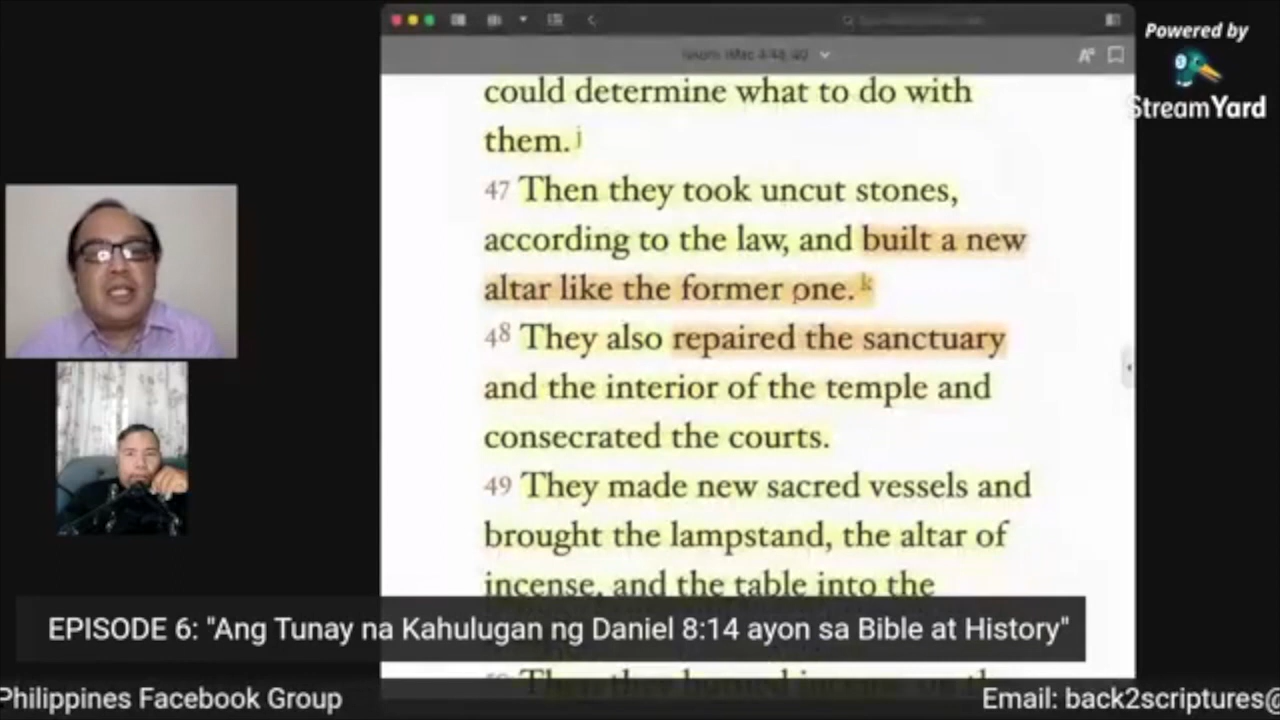 Powered by
StreamYard
could determine what to do with
them. j
47 Then they took uncut stones,
according to the law, and built a new
altar like the former one. k
48 They also repaired the sanctuary
and the interior of the temple and
consecrated the courts.
49 They made new sacred vessels and
brought the lampstand, the altar of
incense, and the table into the
EPISODE 6: "Ang Tunay na Kahulugan ng Daniel 8:14 ayon sa Bible at History"
Philippines Facebook Group
Email: back2scriptures@